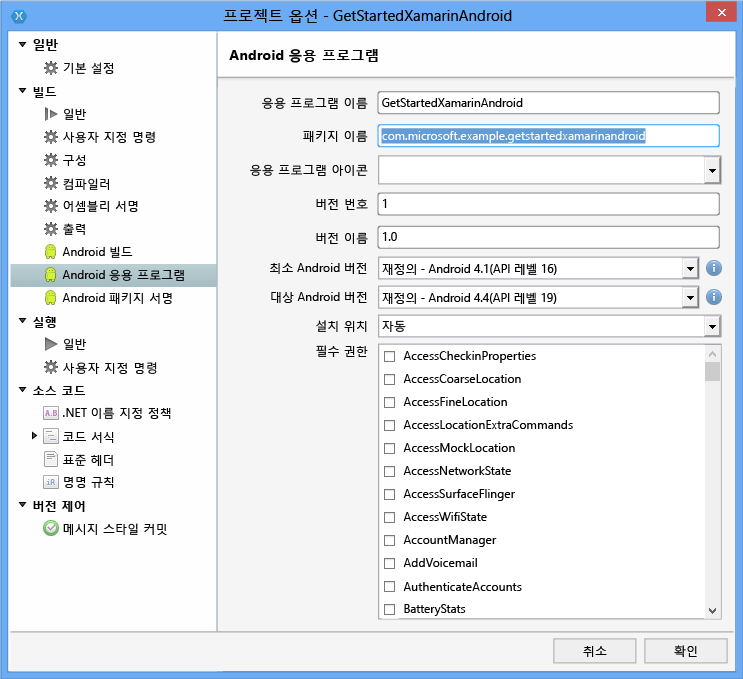 프로젝트 옵션 - GetStartedXamarinAndroid
일반
기본 설정
빌드
일반
사용자 지정 명령
구성
컴파일러
어셈블리 서명
출력
Android 빌드
Android 응용 프로그램
Android 패키지 서명
실행
일반
사용자 지정 명령
소스 코드
A.B .NET 이름 지정 정책
코드 서식
표준 헤더
iR 명명 규칙
버전 제어
메시지 스타일 커밋
Android 응용 프로그램
응용 프로그램 이름 GetStartedXamarinAndroid
패키지 이름 com.microsoft.example.getstartedxamarinandroid
응용 프로그램 아이콘
버전 번호 1
버전 이름 1.0
최소 Android 버전 재정의 - Android 4.1(API 레벨 16)
대상 Android 버전 재정의 - Android 4.4(API 레벨 19)
설치 위치 자동
필수 권한
AccessCheckinProperties
AccessCoarseLocation
AccessFineLocation
AccessLocationExtraCommands
AccessMockLocation
AccessNetworkState
AccessSurfaceFlinger
AccessWifiState
AccountManager
AddVoicemail
AuthenticateAccounts
BatteryStats
취소 확인